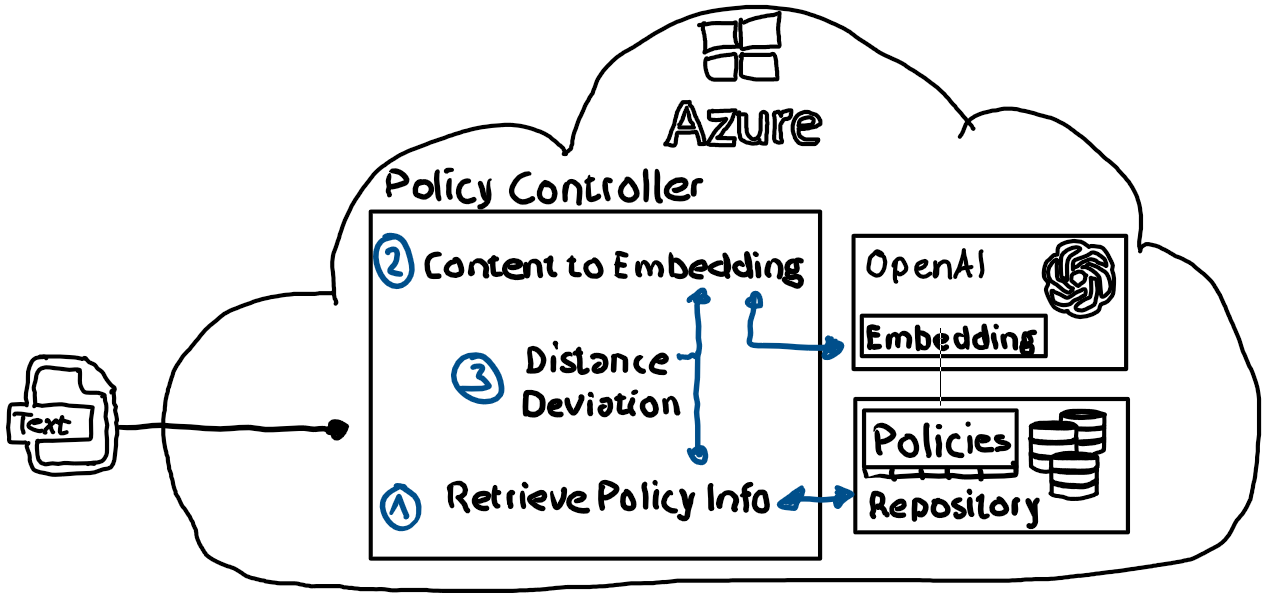 Azure
Policy Controller
2 Content to Embedding
OpenAI
Embedding
3 Distance
Deviation
Text
Policies
1 Retrieve Policy Info
Repository